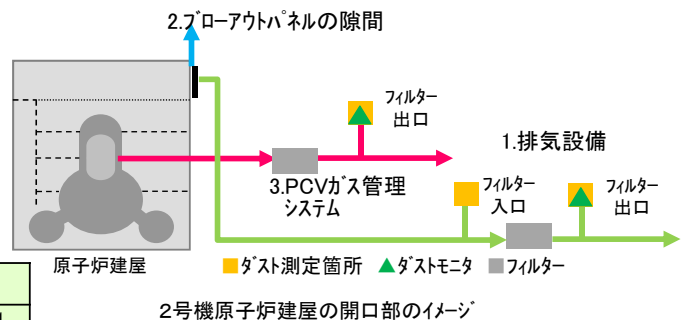 2.ﾌﾞﾛｰｱｳﾄﾊﾟﾈﾙの隙間
ﾌｨﾙﾀｰ
出口
1.排気設備
3.PCVｶﾞｽ管理
ｼｽﾃﾑ
ﾌｨﾙﾀｰ
入口
ﾌｨﾙﾀｰ
出口
原子炉建屋
■ﾀﾞｽﾄ測定箇所 ▲ﾀﾞｽﾄﾓﾆﾀ ■ﾌｨﾙﾀｰ
２号機原子炉建屋の開口部のｲﾒｰｼﾞ